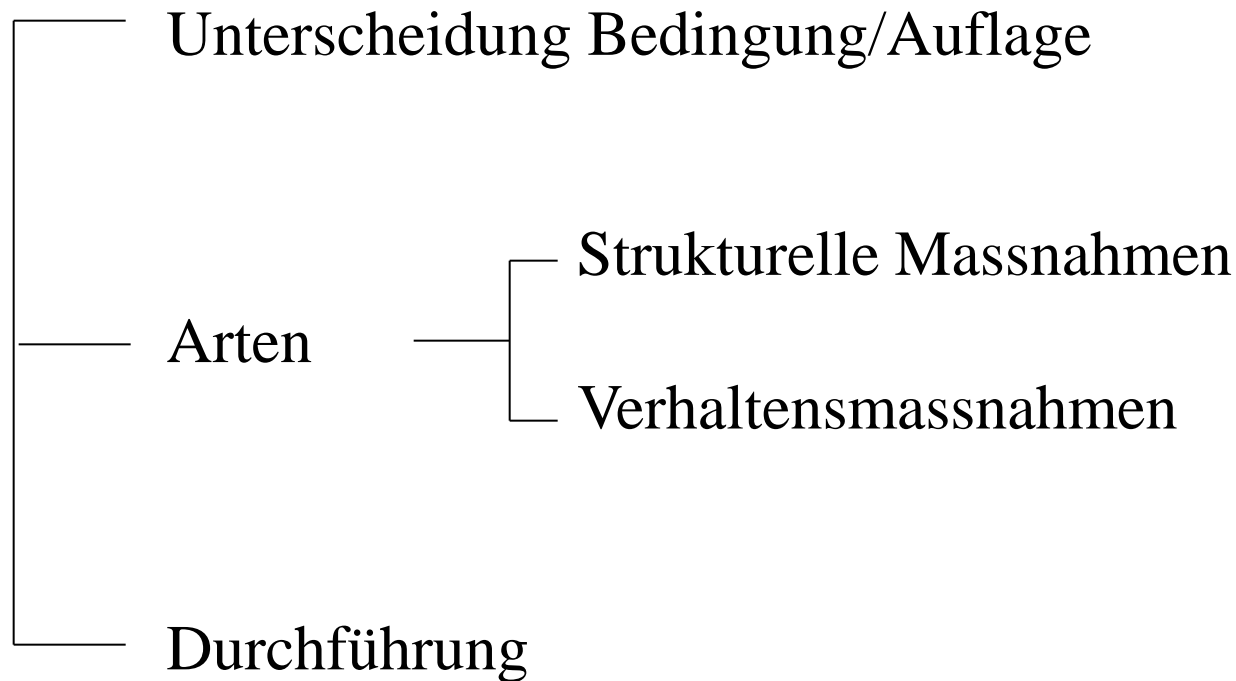 Unterscheidung Bedingung/Auflage
Strukturelle Massnahmen
Arten
Verhaltensmassnahmen
Durchführung